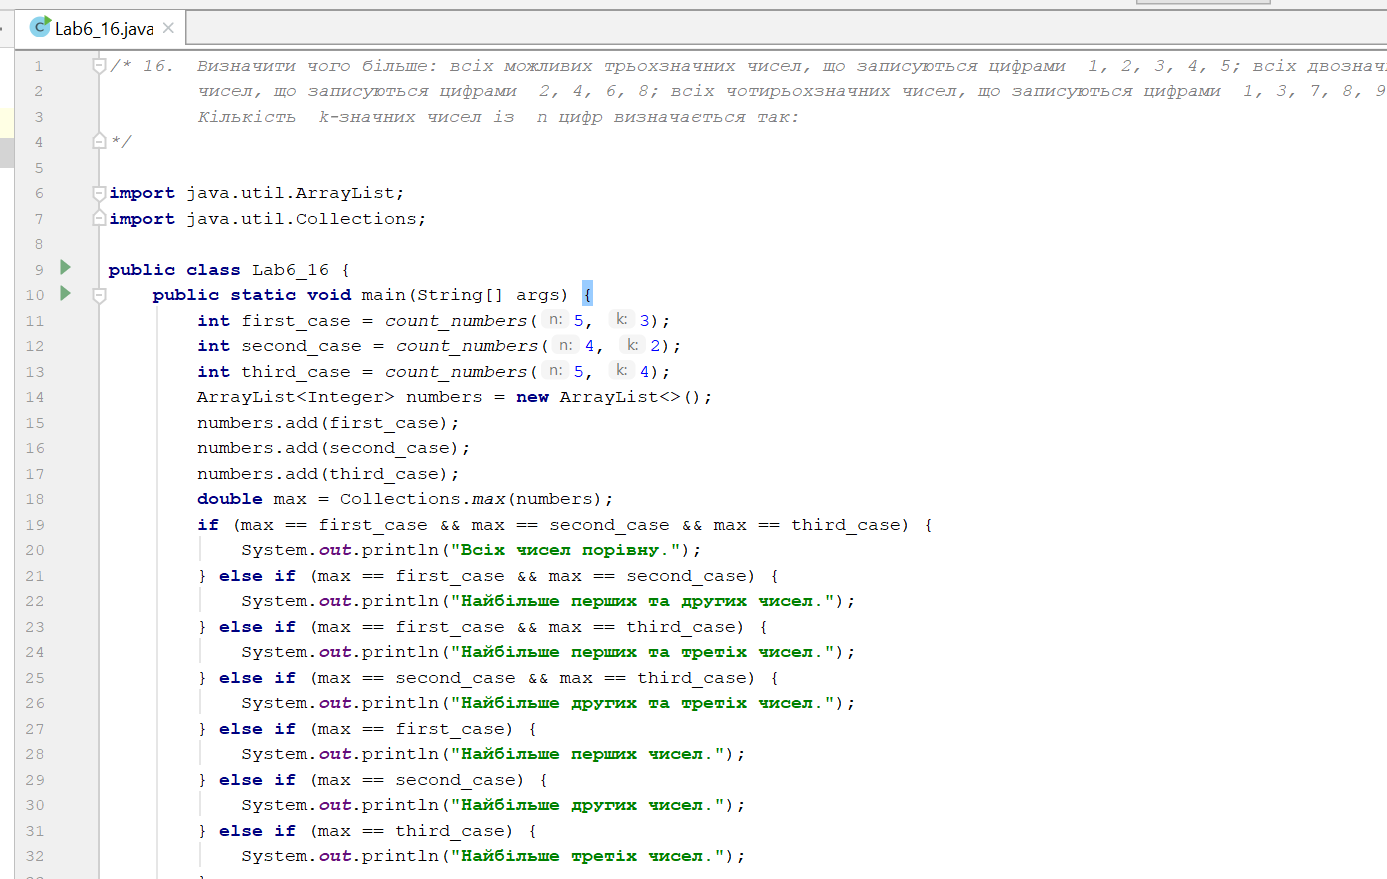 Lab6_16.java
1 /* 16. Визначити чого більше: всіх можливих трьохзначних чисел, що записуються цифрами 1, 2, 3, 4, 5; всіх
2 чисел, що записуються цифрами 2, 4, 6, 8; всіх чотирьохзначних чисел, що записуються цифрами 1, 3, 7, 8, 9
3 Кількість k-значних чисел із n цифр визначається так:
4 */
5
6 import java.util.ArrayList;
7 import java.util.Collections;
8
9 public class Lab6_16 {
10 public static void main(String[] args) {
11 int first_case = count_numbers( n: 5, k: 3);
12 int second_case = count_numbers( n: 4, k: 2);
13 int third_case = count_numbers( n: 5, k: 4);
14 ArrayList<Integer> numbers = new ArrayList<>();
15 numbers.add(first_case);
16 numbers.add(second_case);
17 numbers.add(third_case);
18 double max = Collections.max(numbers);
19 if (max == first_case && max == second_case && max == third_case) {
20 System.out.println("Всіх чисел порівну.");
21 } else if (max == first_case && max == second_case) {
22 System.out.println("Найбільше перших та других чисел.");
23 } else if (max == first_case && max == third_case) {
24 System.out.println("Найбільше перших та третіх чисел.");
25 } else if (max == second_case && max == third_case) {
26 System.out.println("Найбільше других та третіх чисел.");
27 } else if (max == first_case) {
28 System.out.println("Найбільше перших чисел.");
29 } else if (max == second_case) {
30 System.out.println("Найбільше других чисел.");
31 } else if (max == third_case) {
32 System.out.println("Найбільше третіх чисел.");